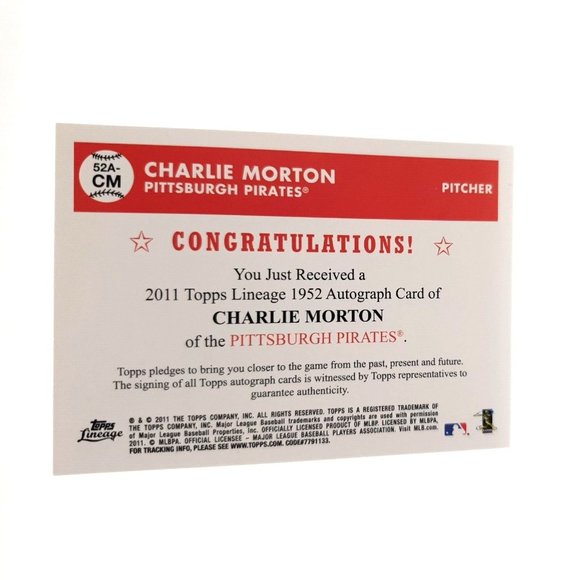 52A-
CM
CHARLIE MORTON
PITTSBURGH PIRATES®
PITCHER
CONGRATULATIONS!
You Just Received a
2011 Topps Lineage 1952 Autograph Card of
CHARLIE MORTON
of the PITTSBURGH PIRATES®.
Topps pledges to bring you closer to the game from the past, present and future.
The signing of all Topps autograph cards is witnessed by Topps representatives to
guarantee authenticity.
Topps
Lineage
® & © 2011 THE TOPPS COMPANY, INC. ALL RIGHTS RESERVED. TOPPS IS A REGISTERED TRADEMARK OF
THE TOPPS COMPANY, INC. Major League Baseball trademarks and copyrights are used with permission
of Major League Baseball Properties, Inc. OFFICIALLY LICENSED PRODUCT OF MLBP. LICENSED BY MLBPA,
2011. © MLBPA. OFFICIAL LICENSEE - MAJOR LEAGUE BASEBALL PLAYERS ASSOCIATION. Visit MLB.com.
FOR TRACKING INFO, PLEASE SEE WWW.TOPPS.COM. CODE#7791133.